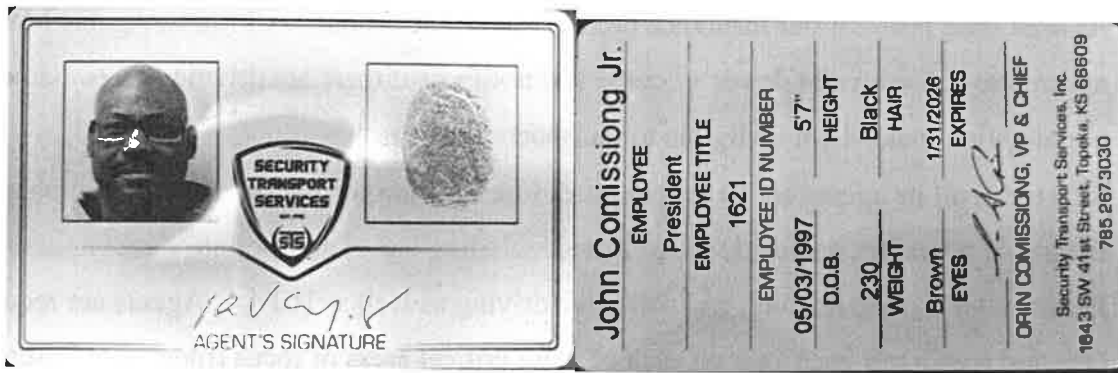 SECURITY
TRANSPORT
SERVICES
STS
AGENT'S SIGNATURE
John Comissiong Jr.
EMPLOYEE
President
EMPLOYEE TITLE
1621
EMPLOYEE ID NUMBER
05/03/1997 5'7"
D.O.B. HEIGHT
230 Black
WEIGHT HAIR
Brown 1/31/2026
EYES EXPIRES
ORIN COMISSIONG, VP & CHIEF
Security Transport Services, Inc.
1643 SW 41st Street, Topeka, KS 66609
785.267.3030